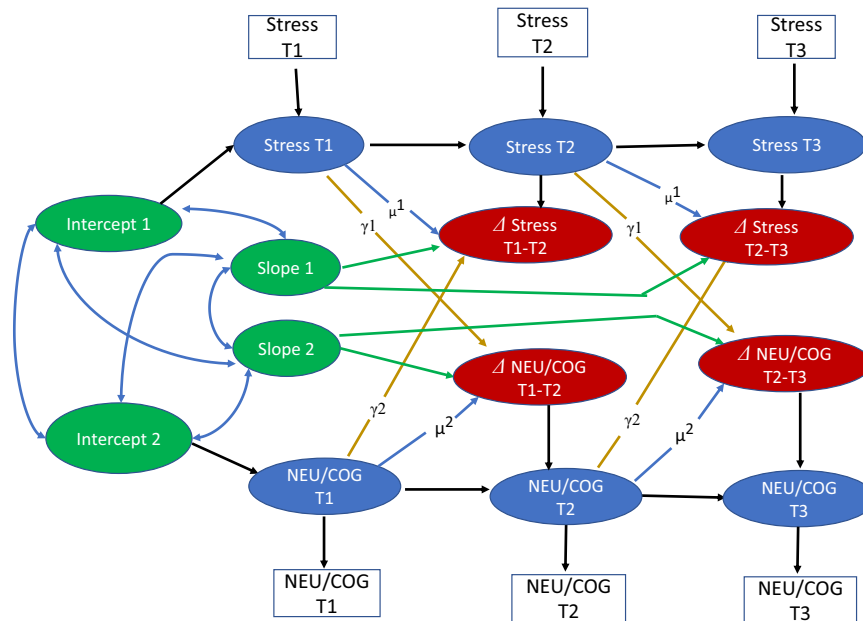 Stress
T1
Stress
T2
Stress
T3
Stress T1
Stress T2
Stress T3
μ1
μ1
Intercept 1
γ1
Δ Stress
T1-T2
γ1
Δ Stress
T2-T3
Slope 1
Slope 2
Δ NEU/COG
T1-T2
Δ NEU/COG
T2-T3
Intercept 2
γ2
μ2
γ2
μ2
NEU/COG
T1
NEU/COG
T2
NEU/COG
T3
NEU/COG
T1
NEU/COG
T2
NEU/COG
T3